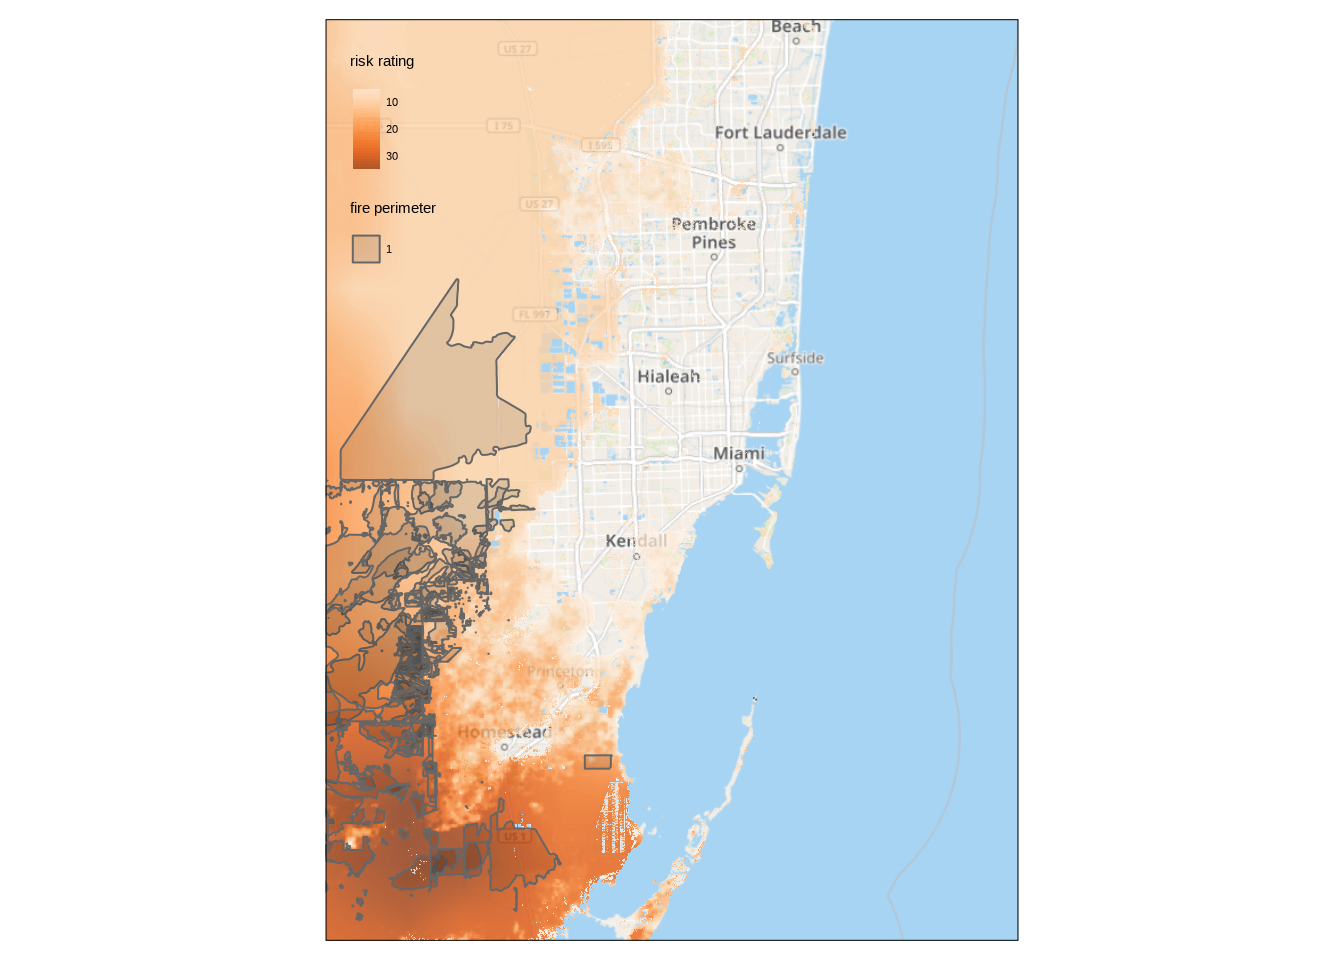 Beach
US 27
risk rating
10
20
30
I 75
Fort Lauderdale
I 595
US 27
fire perimeter
1
Pembroke
Pines
FL 997
Surfside
Hialeah
Miami
Kendall
Princeton
Homestead
US 1